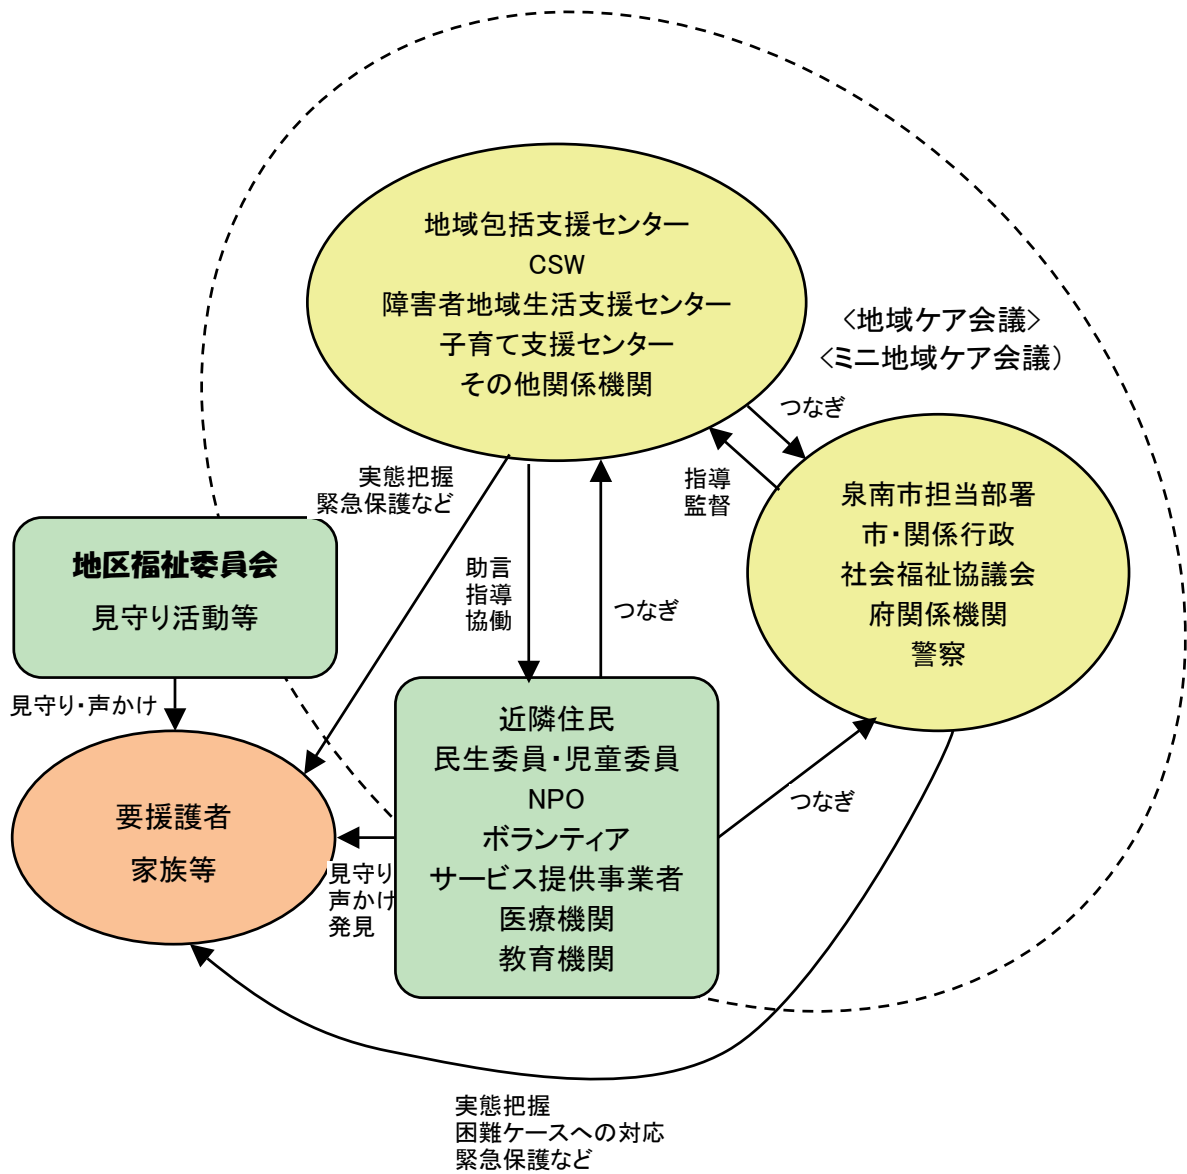 地域包括支援センター
CSW
障害者地域生活支援センター
子育て支援センター
その他関係機関
<地域ケア会議>
<ミニ地域ケア会議)
つなぎ
指導
監督
泉南市担当部署
市・関係行政
社会福祉協議会
府関係機関
警察
実態把握
緊急保護など
地区福祉委員会
見守り活動等
助言
指導
協働
つなぎ
見守り・声かけ
要援護者
家族等
近隣住民
民生委員・児童委員
NPO
ボランティア
サービス提供事業者
医療機関
教育機関
見守り
声かけ
発見
つなぎ
実態把握
困難ケースへの対応
緊急保護など